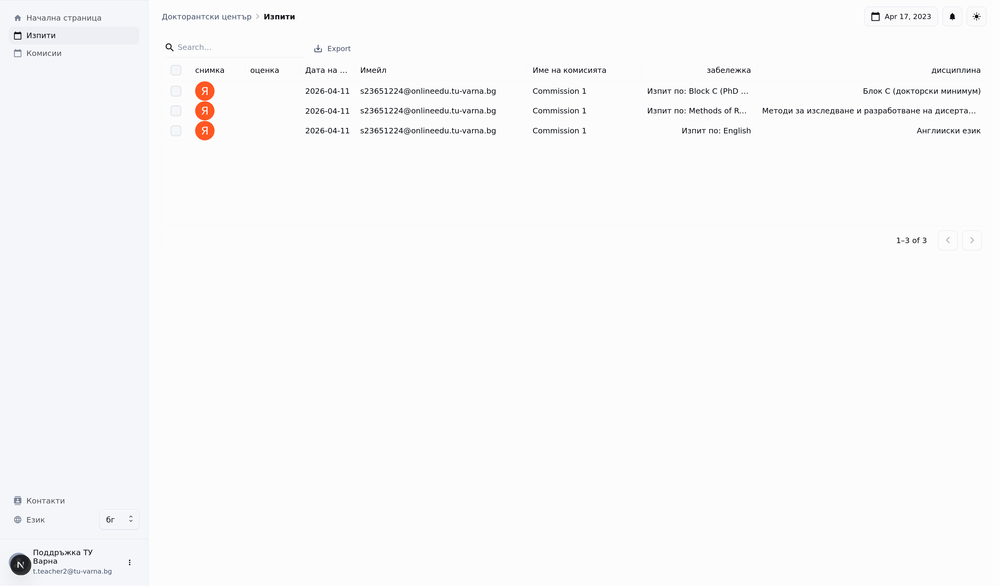 Начална страница
Изпити
Комисии
Докторантски център
Изпити
Apr 17, 2023
Search…
Export
снимка оценка Дата на … Имейл Име на комисията забележка дисциплина
Я 2026-04-11 s23651224@onlineedu.tu-varna.bg Commission 1 Изпит по: Block C (PhD … Блок C (докторски минимум)
Я 2026-04-11 s23651224@onlineedu.tu-varna.bg Commission 1 Изпит по: Methods of R… Методи за изследване и разработване на дисерта…
Я 2026-04-11 s23651224@onlineedu.tu-varna.bg Commission 1 Изпит по: English Англииски език
1–3 of 3
Контакти
Език
бг
N
Поддръжка ТУ
Варна
t.teacher2@tu-varna.bg